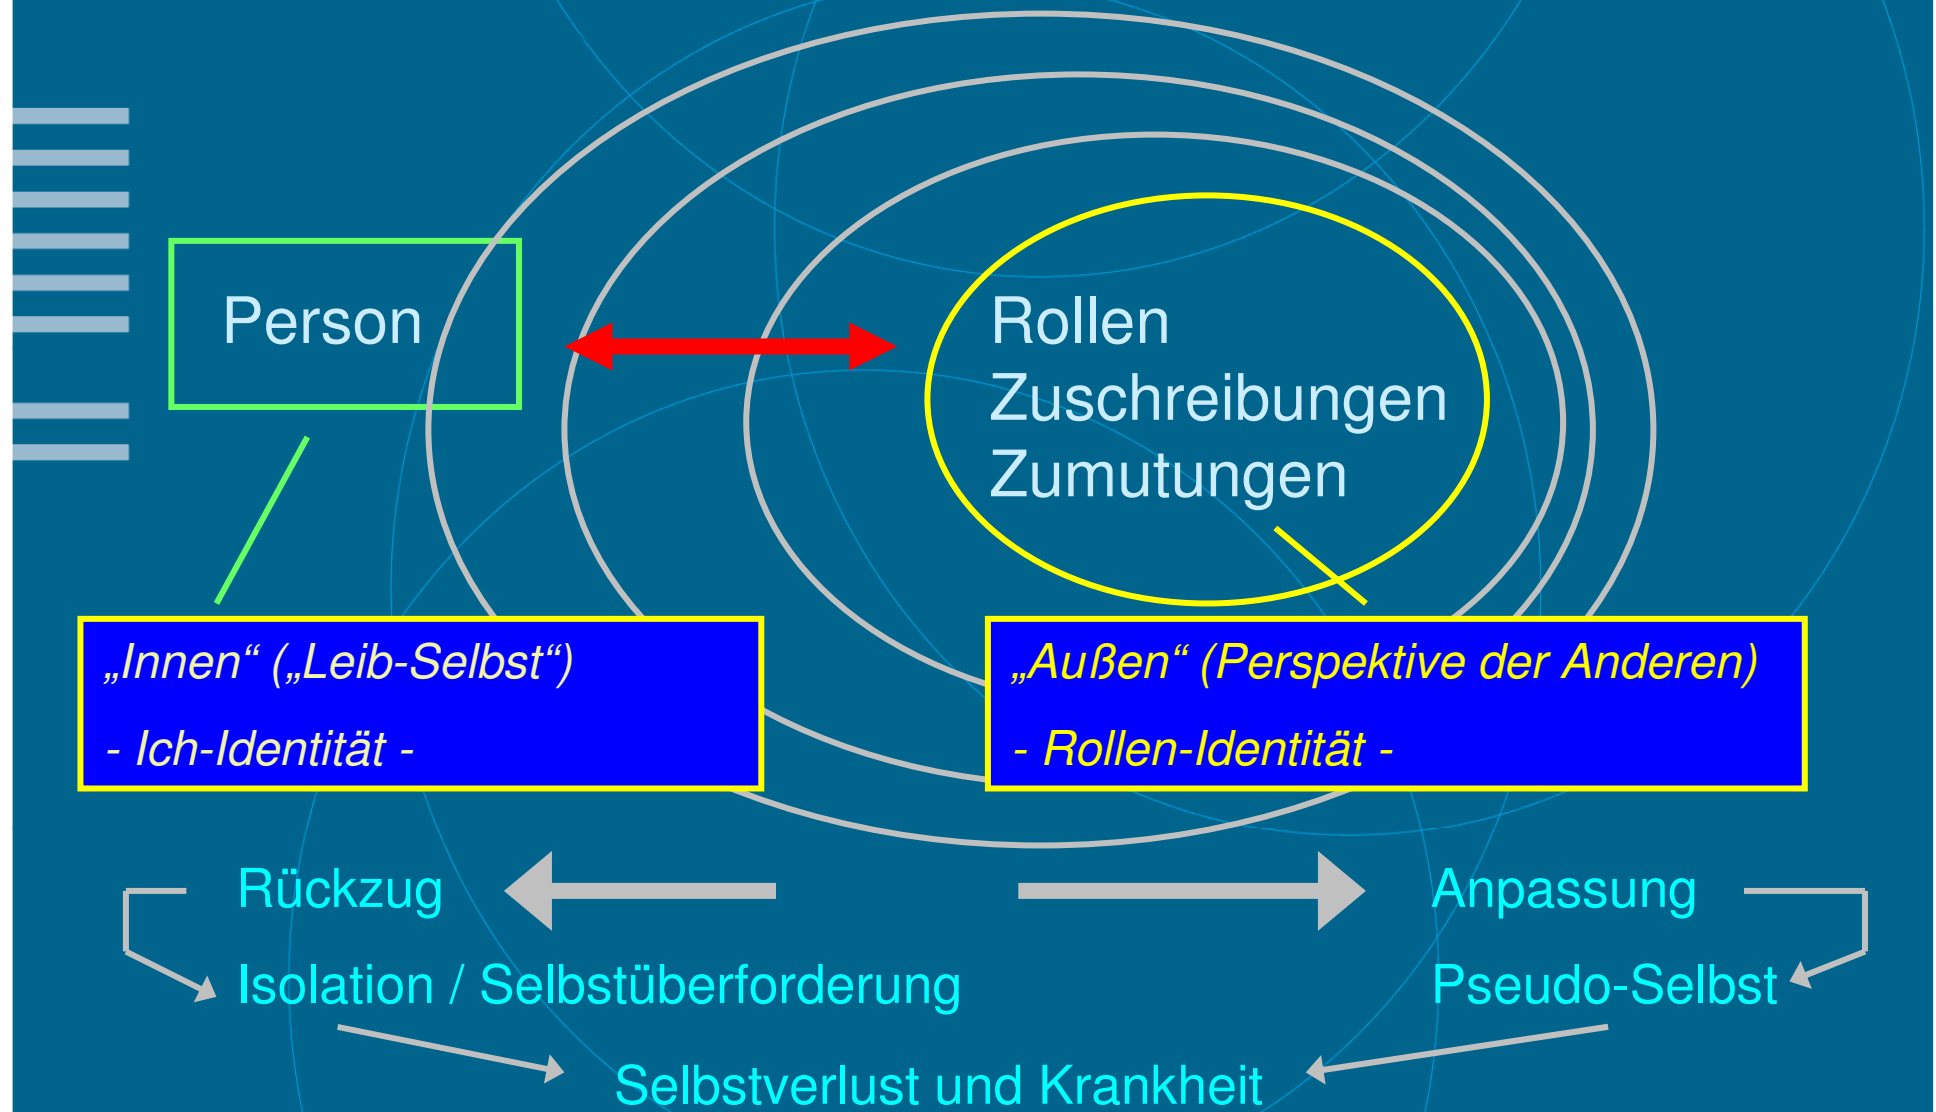 Person
Rollen
Zuschreibungen
Zumutungen
„Innen“ („Leib-Selbst“)
- Ich-Identität -
„Außen“ (Perspektive der Anderen)
- Rollen-Identität -
Rückzug
Anpassung
Isolation / Selbstüberforderung
Pseudo-Selbst
Selbstverlust und Krankheit